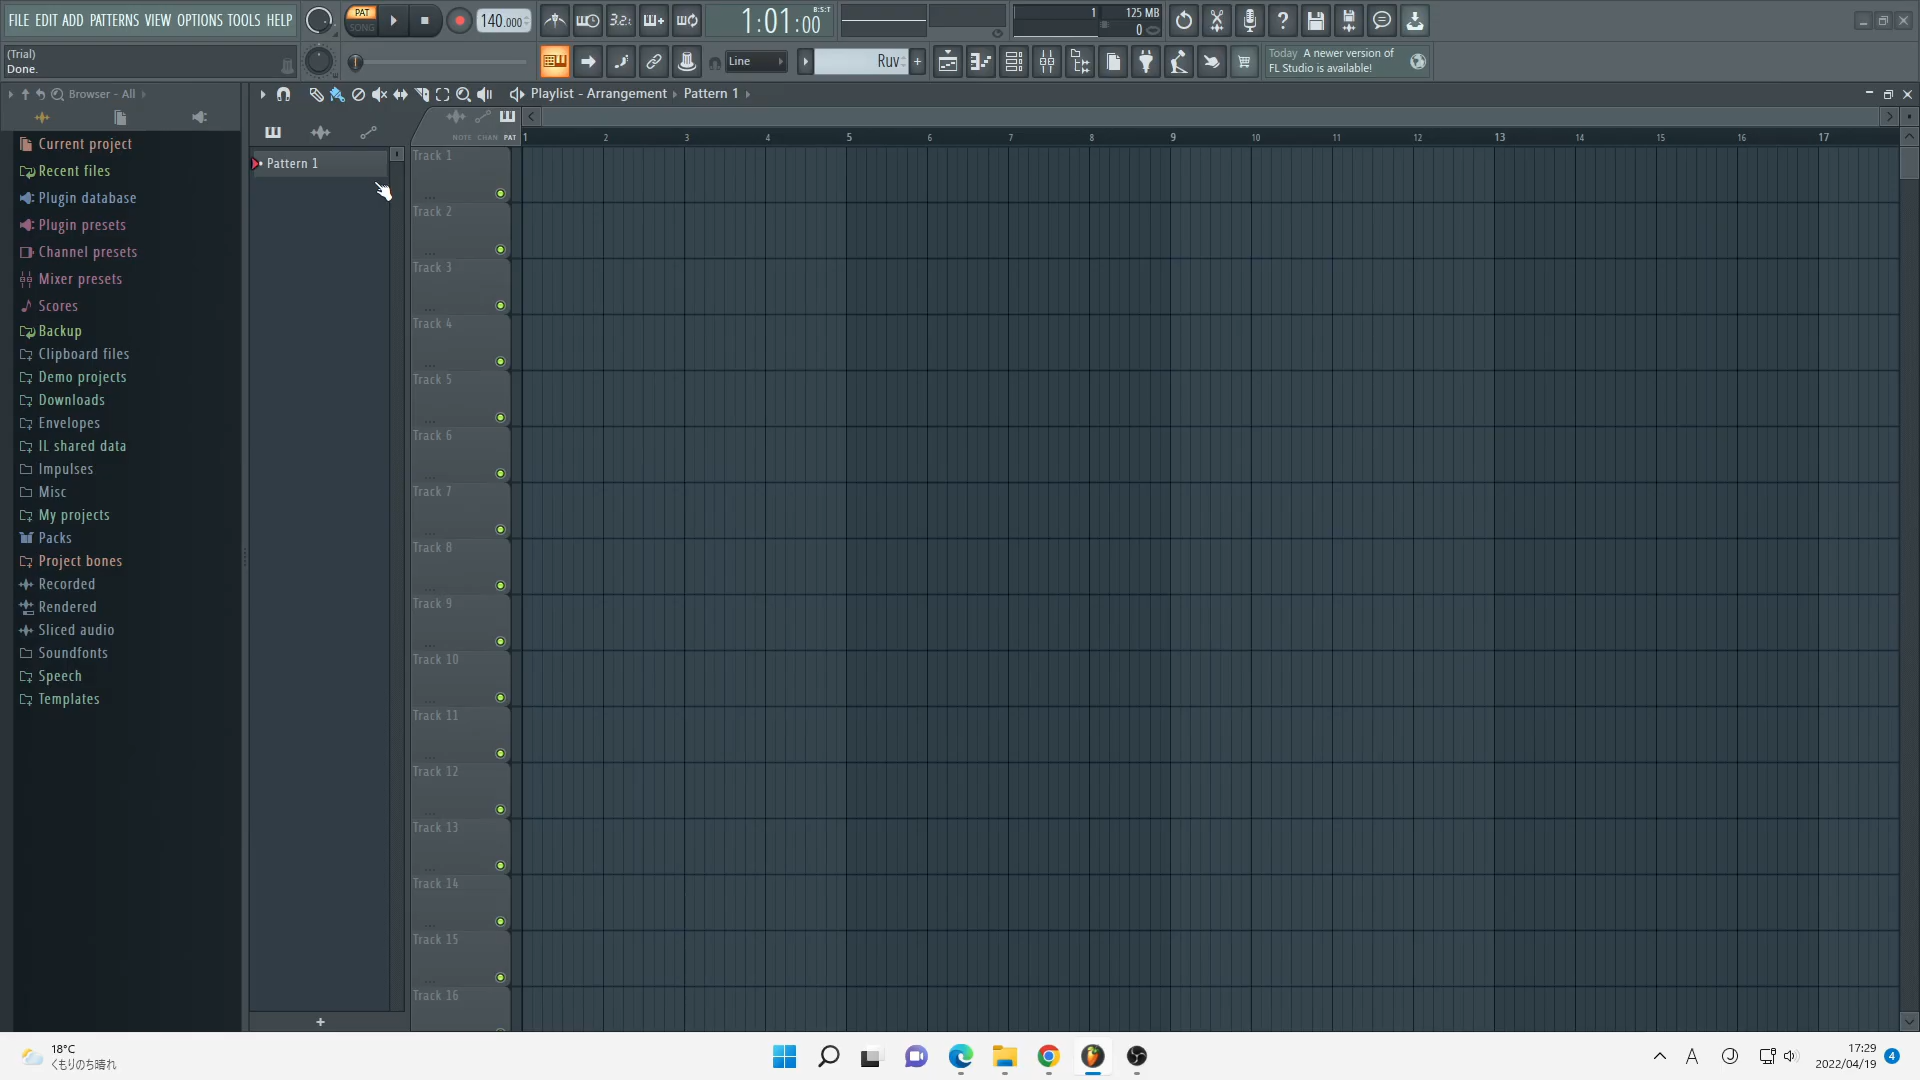 FILE EDIT ADD PATTERNS VIEW OPTIONS TOOLS HELP
PAT
SONG
140.000
3.2.
1:01:00
B:S:T
1
125 MB
0
(Trial)
Done.
Line
Ruv
+
Today A newer version of
FL Studio is available!
Browser - All
Playlist - Arrangement
Pattern 1
NOTE CHAN PAT
1 2 3 4 5 6 7 8 9 10 11 12 13 14 15 16 17
Current project
Recent files
Plugin database
Plugin presets
Channel presets
Mixer presets
Scores
Backup
Clipboard files
Demo projects
Downloads
Envelopes
IL shared data
Impulses
Misc
My projects
Packs
Project bones
Recorded
Rendered
Sliced audio
Soundfonts
Speech
Templates
Pattern 1
+
Track 1
Track 2
Track 3
Track 4
Track 5
Track 6
Track 7
Track 8
Track 9
Track 10
Track 11
Track 12
Track 13
Track 14
Track 15
Track 16
18°C
くもりのち晴れ
A
17:29
2022/04/19
4